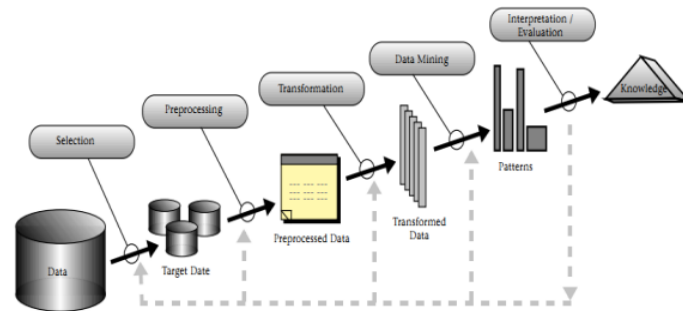 Interpretation /
Evaluation
Data Mining
Transformation
Preprocessing
Selection
Data
Target Date
Preprocessed Data
Transformed
Data
Patterns
Knowledge